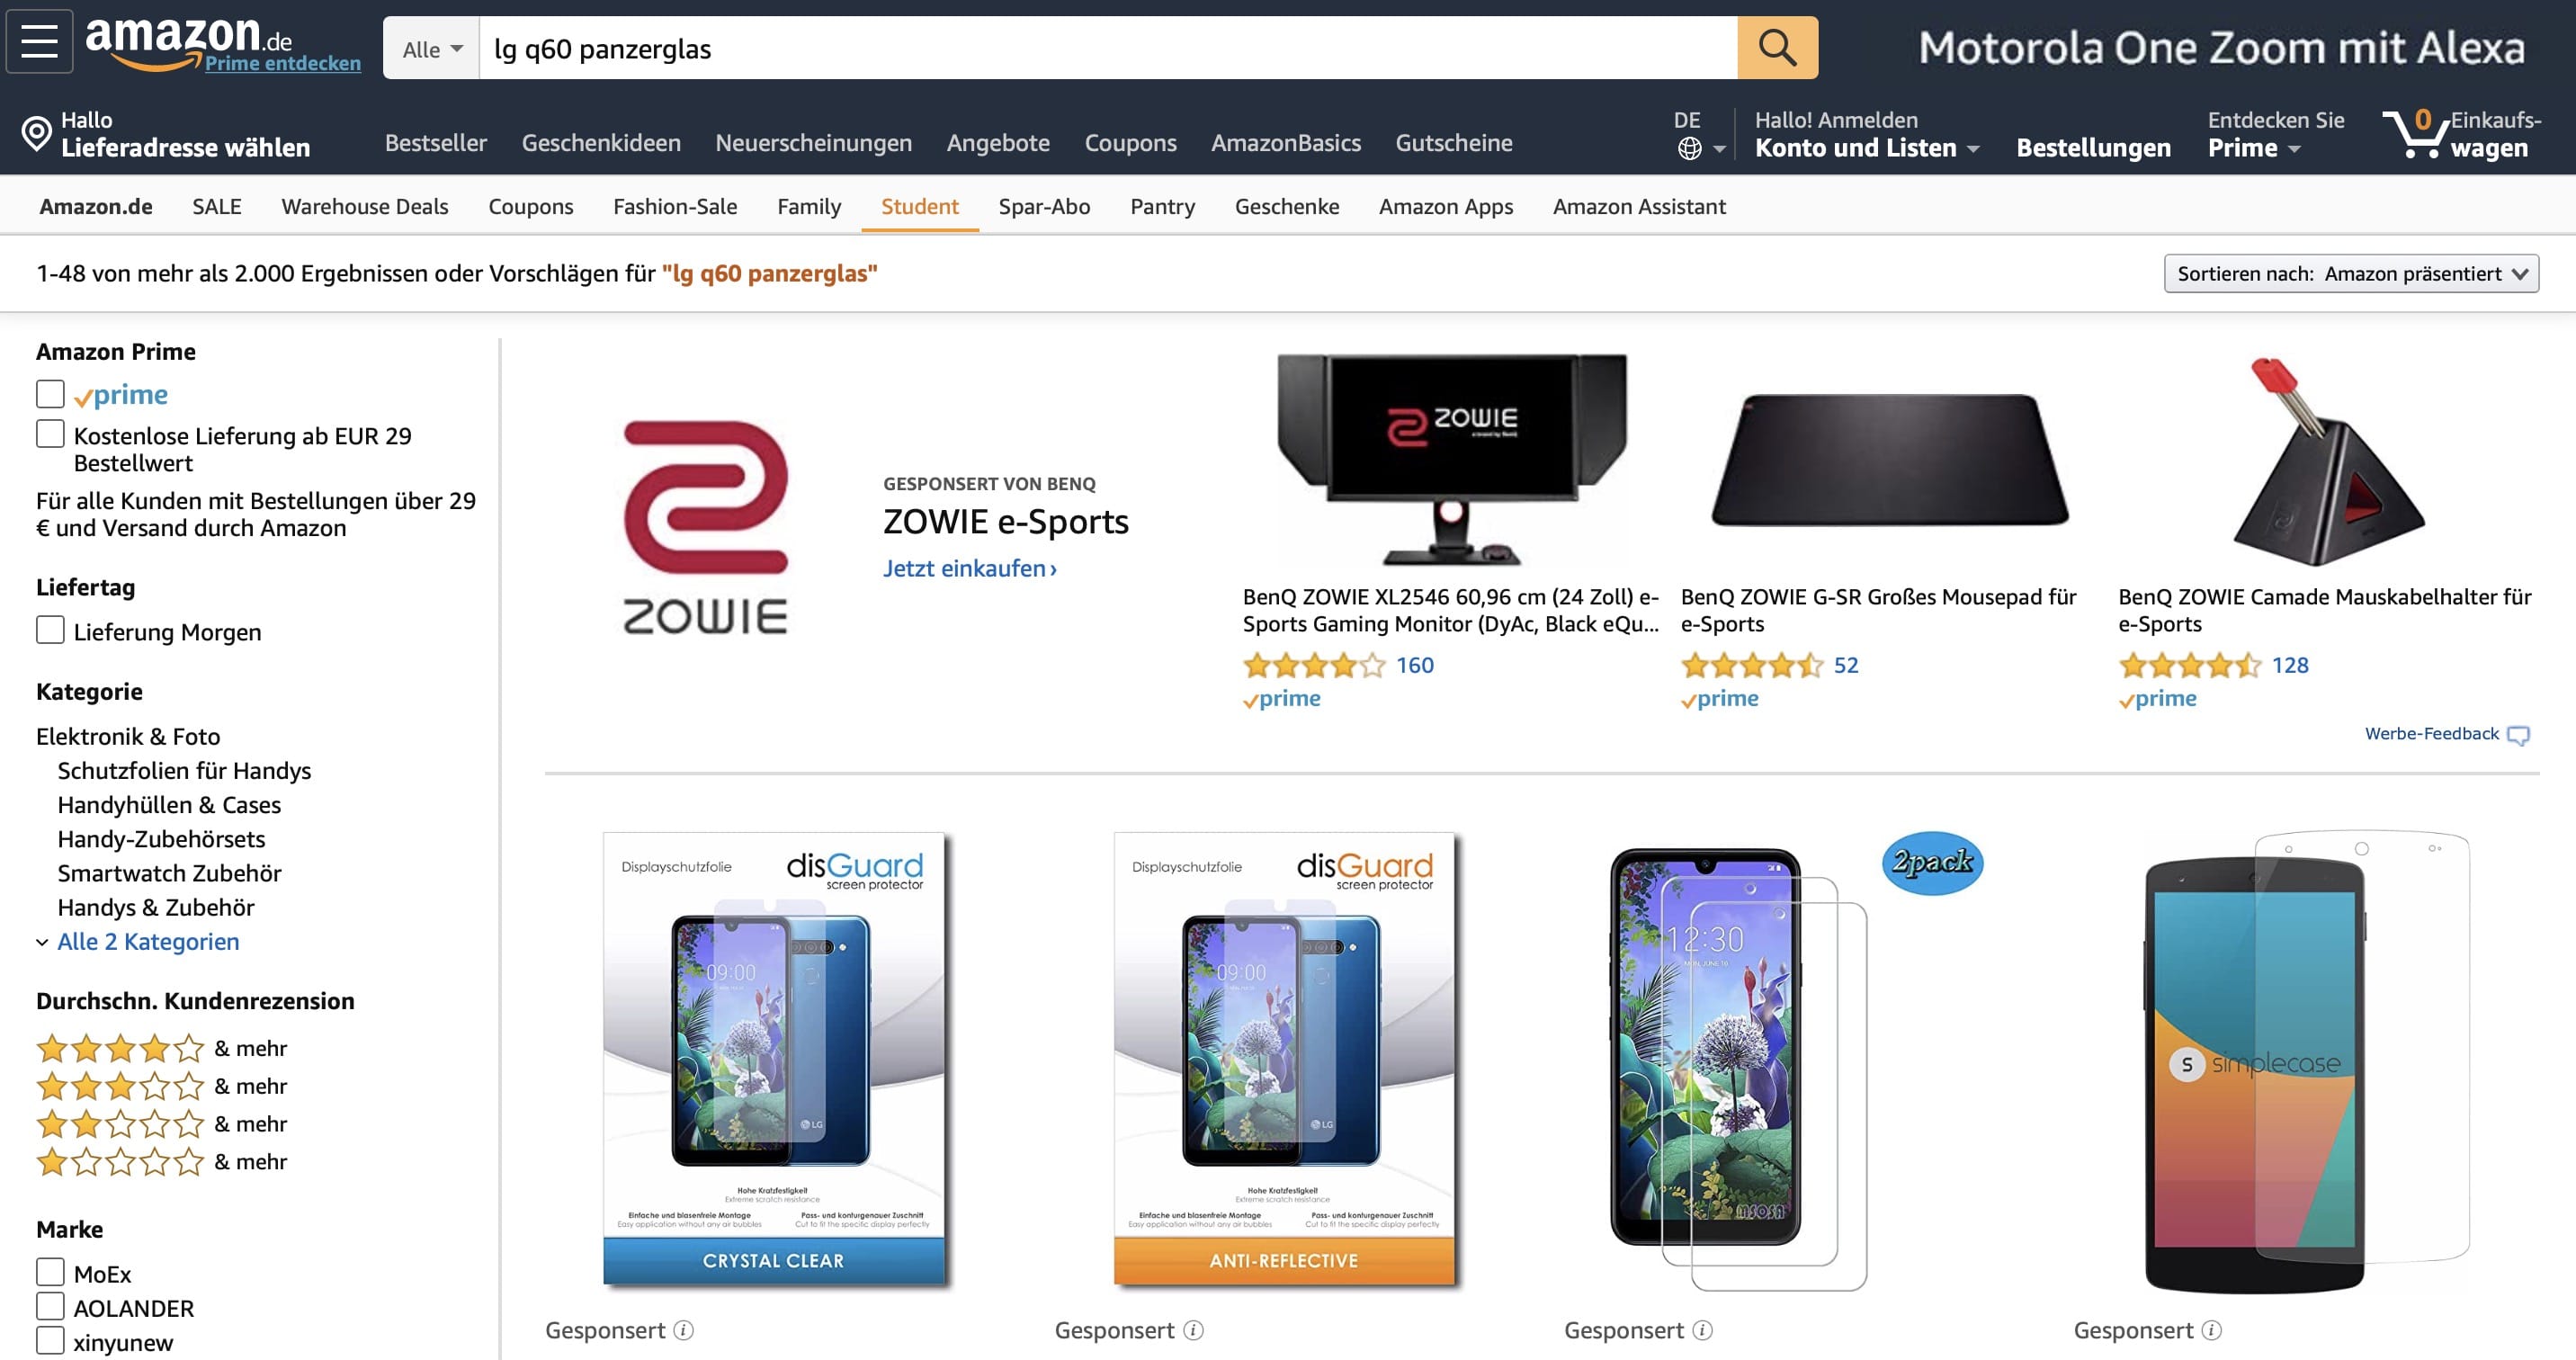 amazon.de
Prime entdecken
Alle
lg q60 panzerglas
Motorola One Zoom mit Alexa
Hallo
Lieferadresse wählen
Bestseller
Geschenkideen
Neuerscheinungen
Angebote
Coupons
AmazonBasics
Gutscheine
DE
Hallo! Anmelden
Konto und Listen
Bestellungen
Entdecken Sie
Prime
0
Einkaufs-
wagen
Amazon.de
SALE
Warehouse Deals
Coupons
Fashion-Sale
Family
Student
Spar-Abo
Pantry
Geschenke
Amazon Apps
Amazon Assistant
1-48 von mehr als 2.000 Ergebnissen oder Vorschlägen für "lg q60 panzerglas"
Sortieren nach: Amazon präsentiert
Amazon Prime
prime
Kostenlose Lieferung ab EUR 29
Bestellwert
Für alle Kunden mit Bestellungen über 29
€ und Versand durch Amazon
Liefertag
Lieferung Morgen
Kategorie
Elektronik & Foto
Schutzfolien für Handys
Handyhüllen & Cases
Handy-Zubehörsets
Smartwatch Zubehör
Handys & Zubehör
Alle 2 Kategorien
Durchschn. Kundenrezension
& mehr
& mehr
& mehr
& mehr
Marke
MoEx
AOLANDER
xinyunew
ZOWIE
GESPONSERT VON BENQ
ZOWIE e-Sports
Jetzt einkaufen ›
ZOWIE
BenQ ZOWIE XL2546 60,96 cm (24 Zoll) e-
Sports Gaming Monitor (DyAc, Black eQu...
160
prime
BenQ ZOWIE G-SR Großes Mousepad für
e-Sports
52
prime
BenQ ZOWIE Camade Mauskabelhalter für
e-Sports
128
prime
Werbe-Feedback
Displayschutzfolie
disGuard
screen protector
09:00
LG
Hohe Kratzfestigkeit
Extreme scratch resistance
Einfache und blasenfreie Montage
Easy application without any air bubbles
Pass- und konturgenauer Zuschnitt
Cut to fit the specific display perfectly
CRYSTAL CLEAR
Gesponsert
Displayschutzfolie
disGuard
screen protector
09:00
LG
Hohe Kratzfestigkeit
Extreme scratch resistance
Einfache und blasenfreie Montage
Easy application without any air bubbles
Pass- und konturgenauer Zuschnitt
Cut to fit the specific display perfectly
ANTI-REFLECTIVE
Gesponsert
2pack
12:30
Gesponsert
S simplecase
Gesponsert